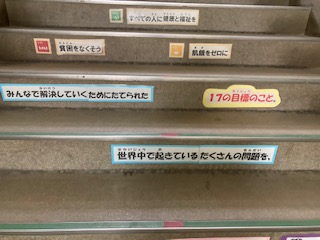 すべての人に健康と福祉を
貧困をなくそう
飢餓をゼロに
みんなで解決していくためにたてられた
17の目標のこと。
世界中で起きているたくさんの問題を、